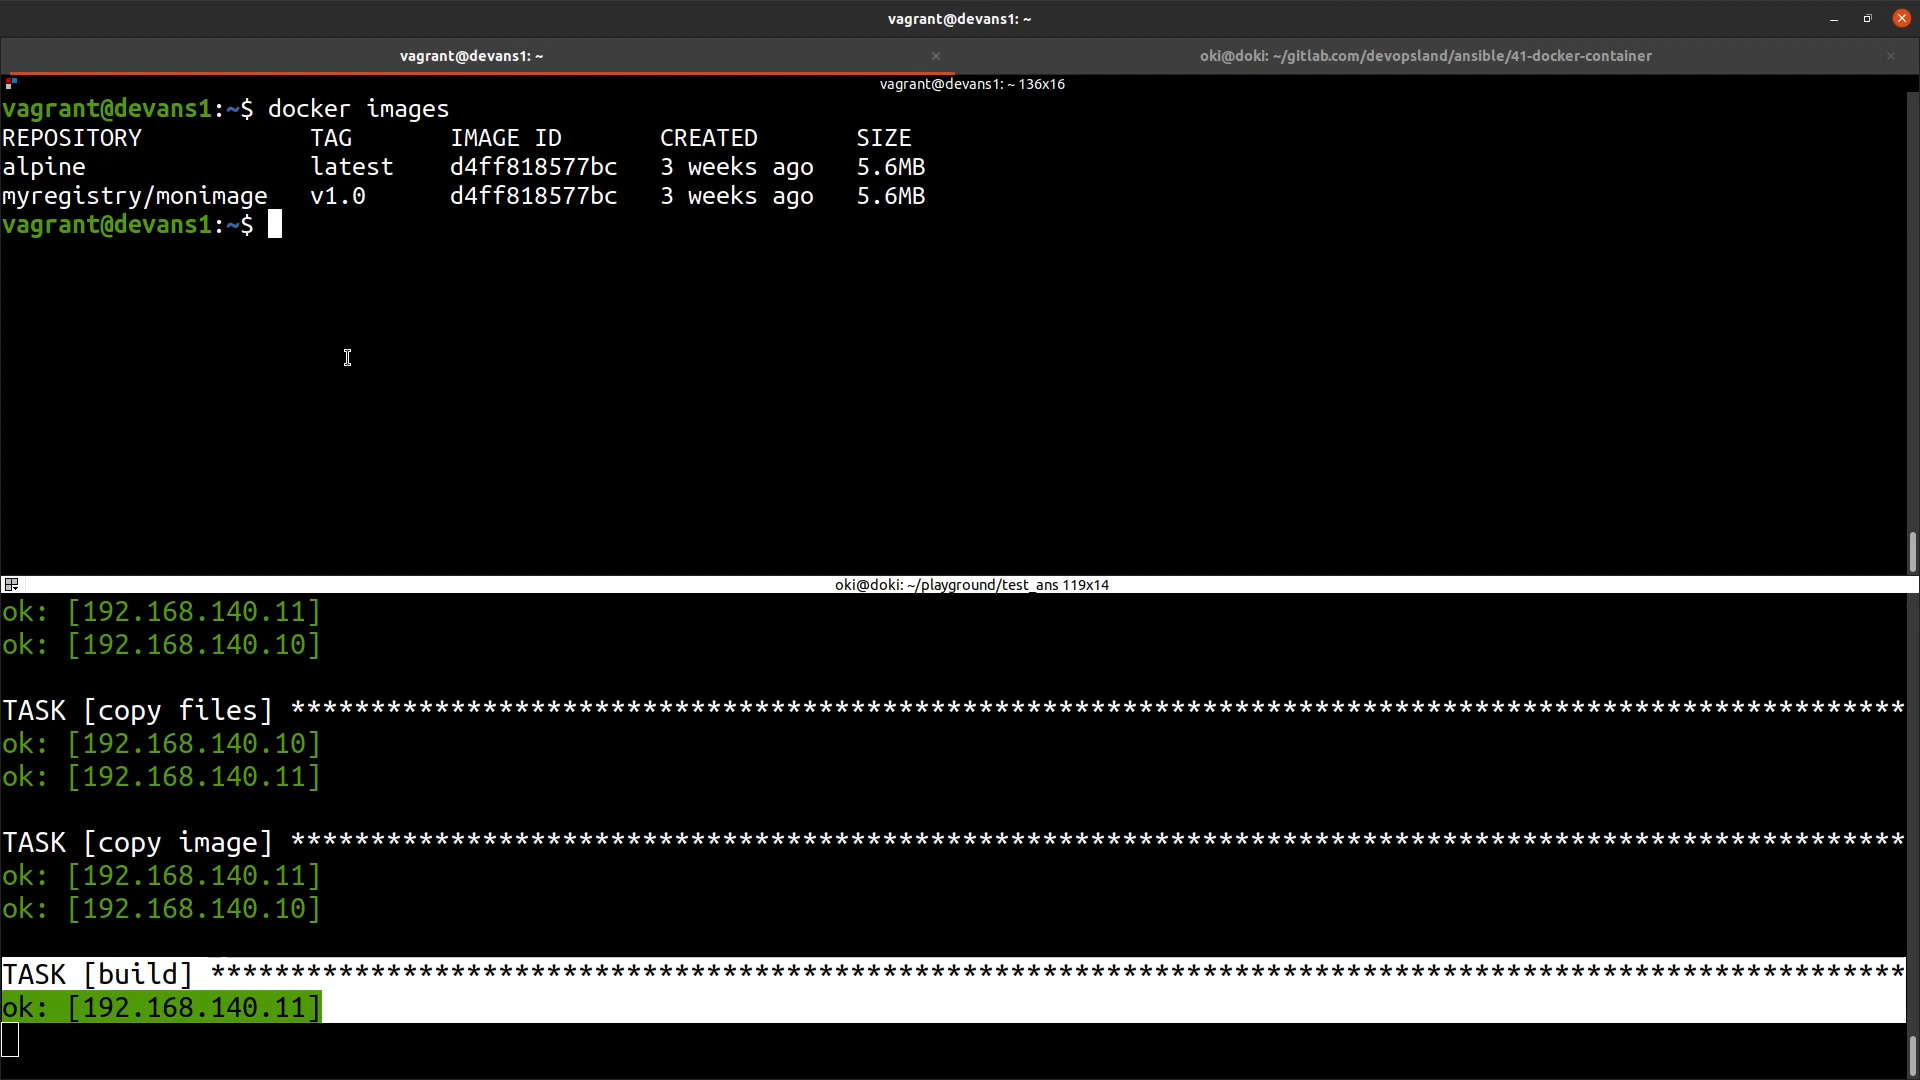 vagrant@devans1: ~
vagrant@devans1: ~
oki@doki: ~/gitlab.com/devopsland/ansible/41-docker-container
vagrant@devans1: ~ 136x16
vagrant@devans1:~$ docker images
REPOSITORY            TAG       IMAGE ID       CREATED       SIZE
alpine                latest    d4ff818577bc   3 weeks ago   5.6MB
myregistry/monimage   v1.0      d4ff818577bc   3 weeks ago   5.6MB
vagrant@devans1:~$
oki@doki: ~/playground/test_ans 119x14
ok: [192.168.140.11]
ok: [192.168.140.10]
TASK [copy files] *****************************************************************************************************
ok: [192.168.140.10]
ok: [192.168.140.11]
TASK [copy image] *****************************************************************************************************
ok: [192.168.140.11]
ok: [192.168.140.10]
TASK [build] **********************************************************************************************************
ok: [192.168.140.11]